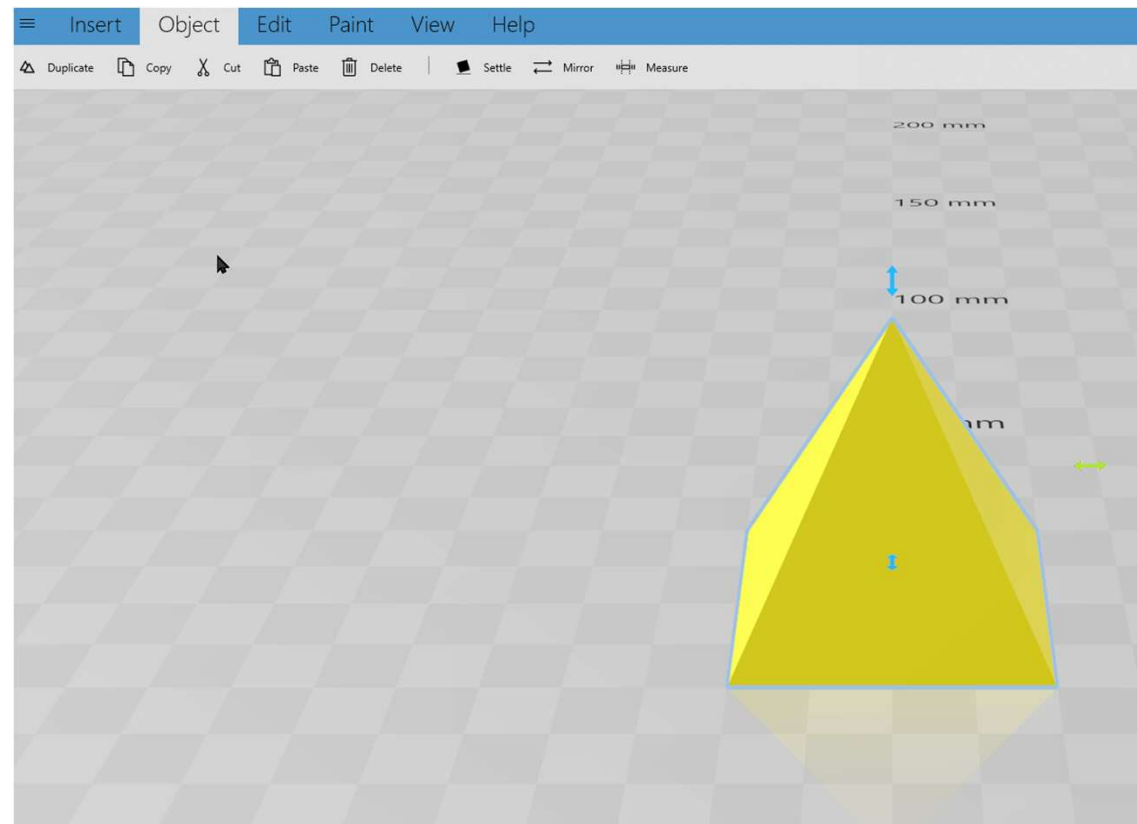 Insert Object Edit Paint View Help
Duplicate Copy Cut Paste Delete Settle Mirror Measure
200 mm
150 mm
100 mm
mm